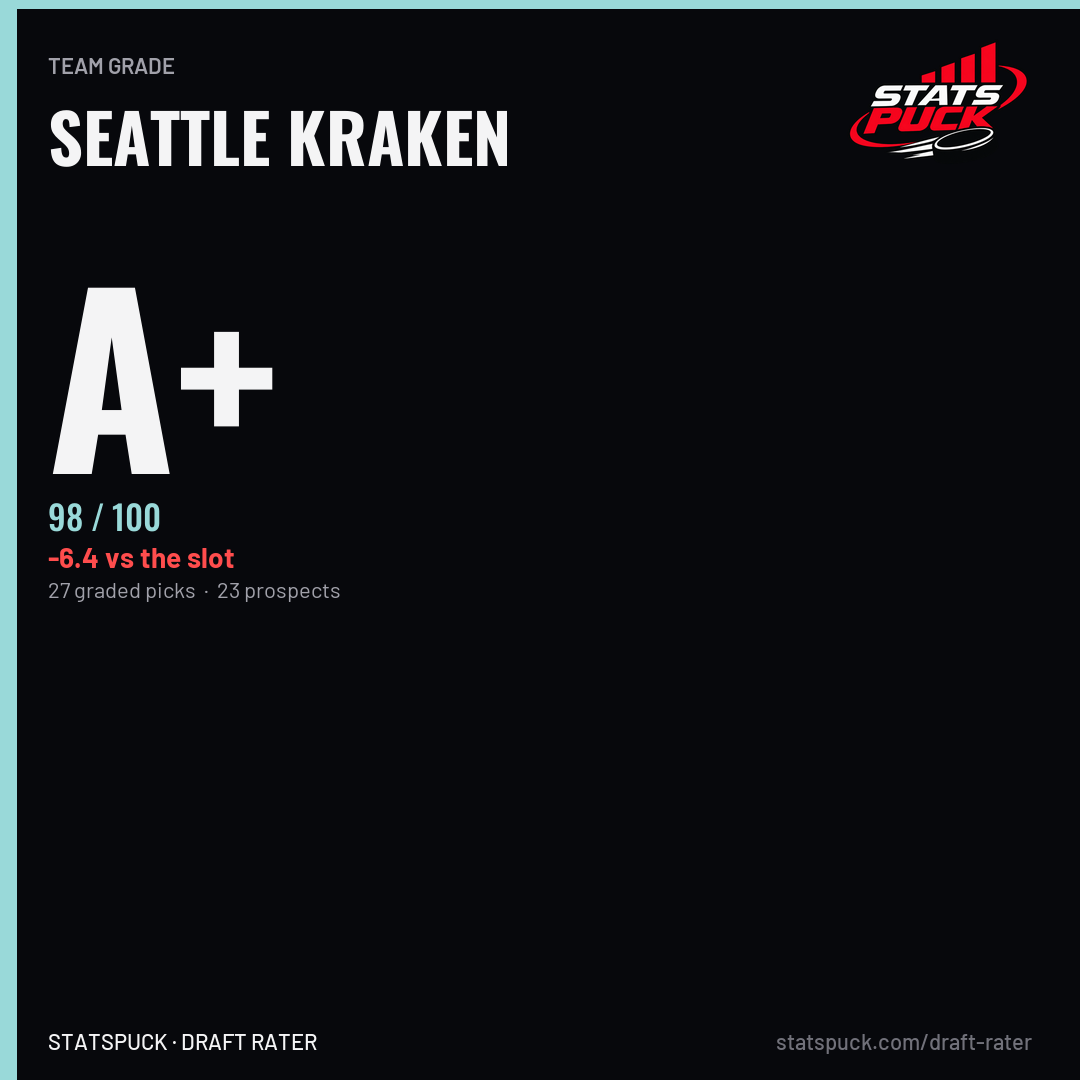 TEAM GRADE
SEATTLE KRAKEN
STATS
PUCK
A+
98 / 100
-6.4 vs the slot
27 graded picks · 23 prospects
STATSPUCK · DRAFT RATER
statspuck.com/draft-rater